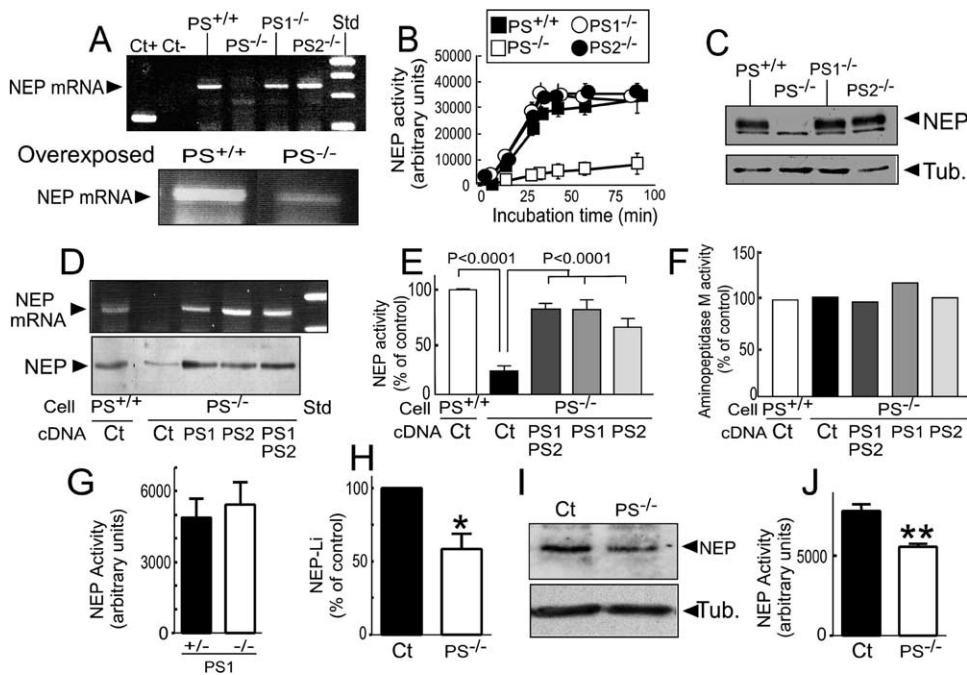 A
Ct+ Ct- PS+/+ PS-/- PS1-/- PS2-/- Std
NEP mRNA
Overexposed PS+/+ PS-/-
NEP mRNA
B
PS+/+ PS1-/-
PS-/- PS2-/-
NEP activity
(arbitrary units)
50000
40000
30000
20000
10000
0
0 25 50 75 100
Incubation time (min)
C
PS+/+ PS-/- PS1-/- PS2-/-
NEP
Tub.
D
NEP
mRNA
NEP
Cell PS+/+ PS-/- Std
cDNA Ct Ct PS1 PS2 PS1
PS2
E
P<0.0001 P<0.0001
NEP activity
(% of control)
100
50
0
Cell PS+/+ PS-/-
cDNA Ct Ct PS1 PS1 PS2
PS2
F
Aminopeptidase M activity
(% of control)
150
100
50
0
Cell PS+/+ PS-/-
cDNA Ct Ct PS1 PS1 PS2
PS2
G
NEP Activity
(arbitrary units)
6000
3000
0
+/- -/-
PS1
H
NEP-Li
(% of control)
100
50
0
*
Ct PS-/-
I
Ct PS-/-
NEP
Tub.
J
NEP Activity
(arbitrary units)
5000
0
**
Ct PS-/-